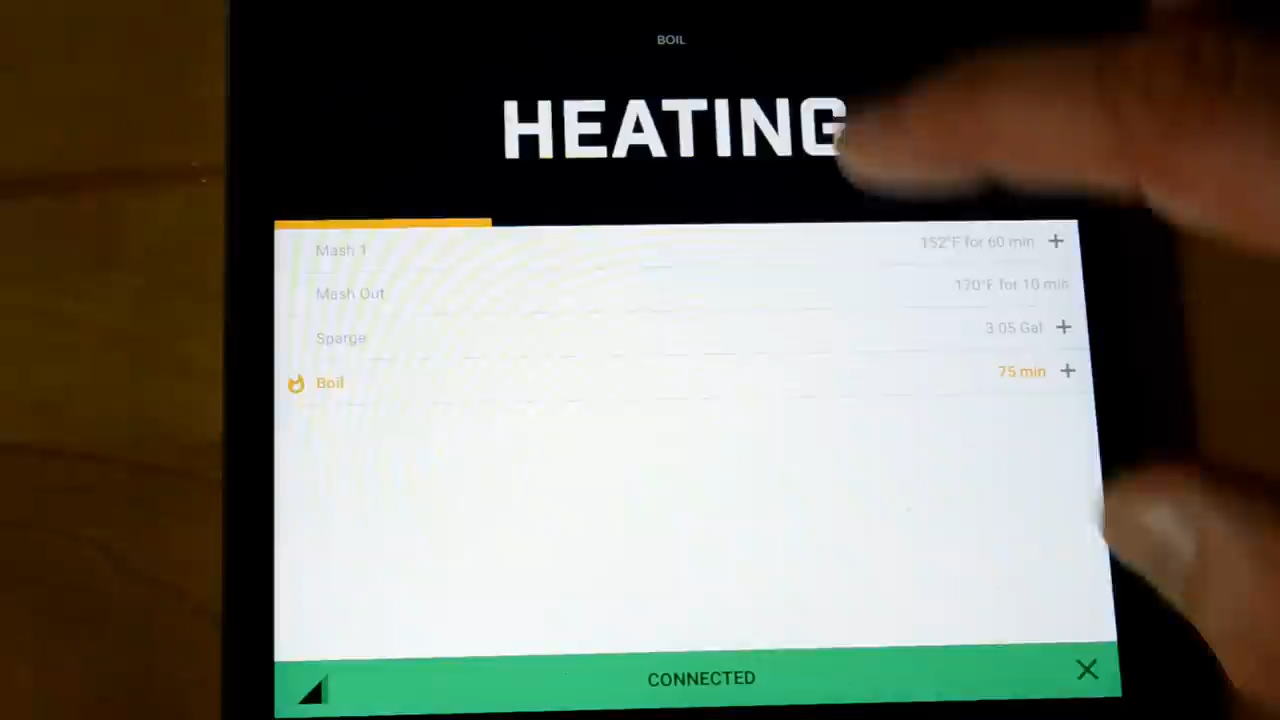 BOIL
HEATING
Mash 1 152°F for 60 min +
Mash Out 170°F for 10 min
Sparge 3.05 Gal +
Boil 75 min +
CONNECTED